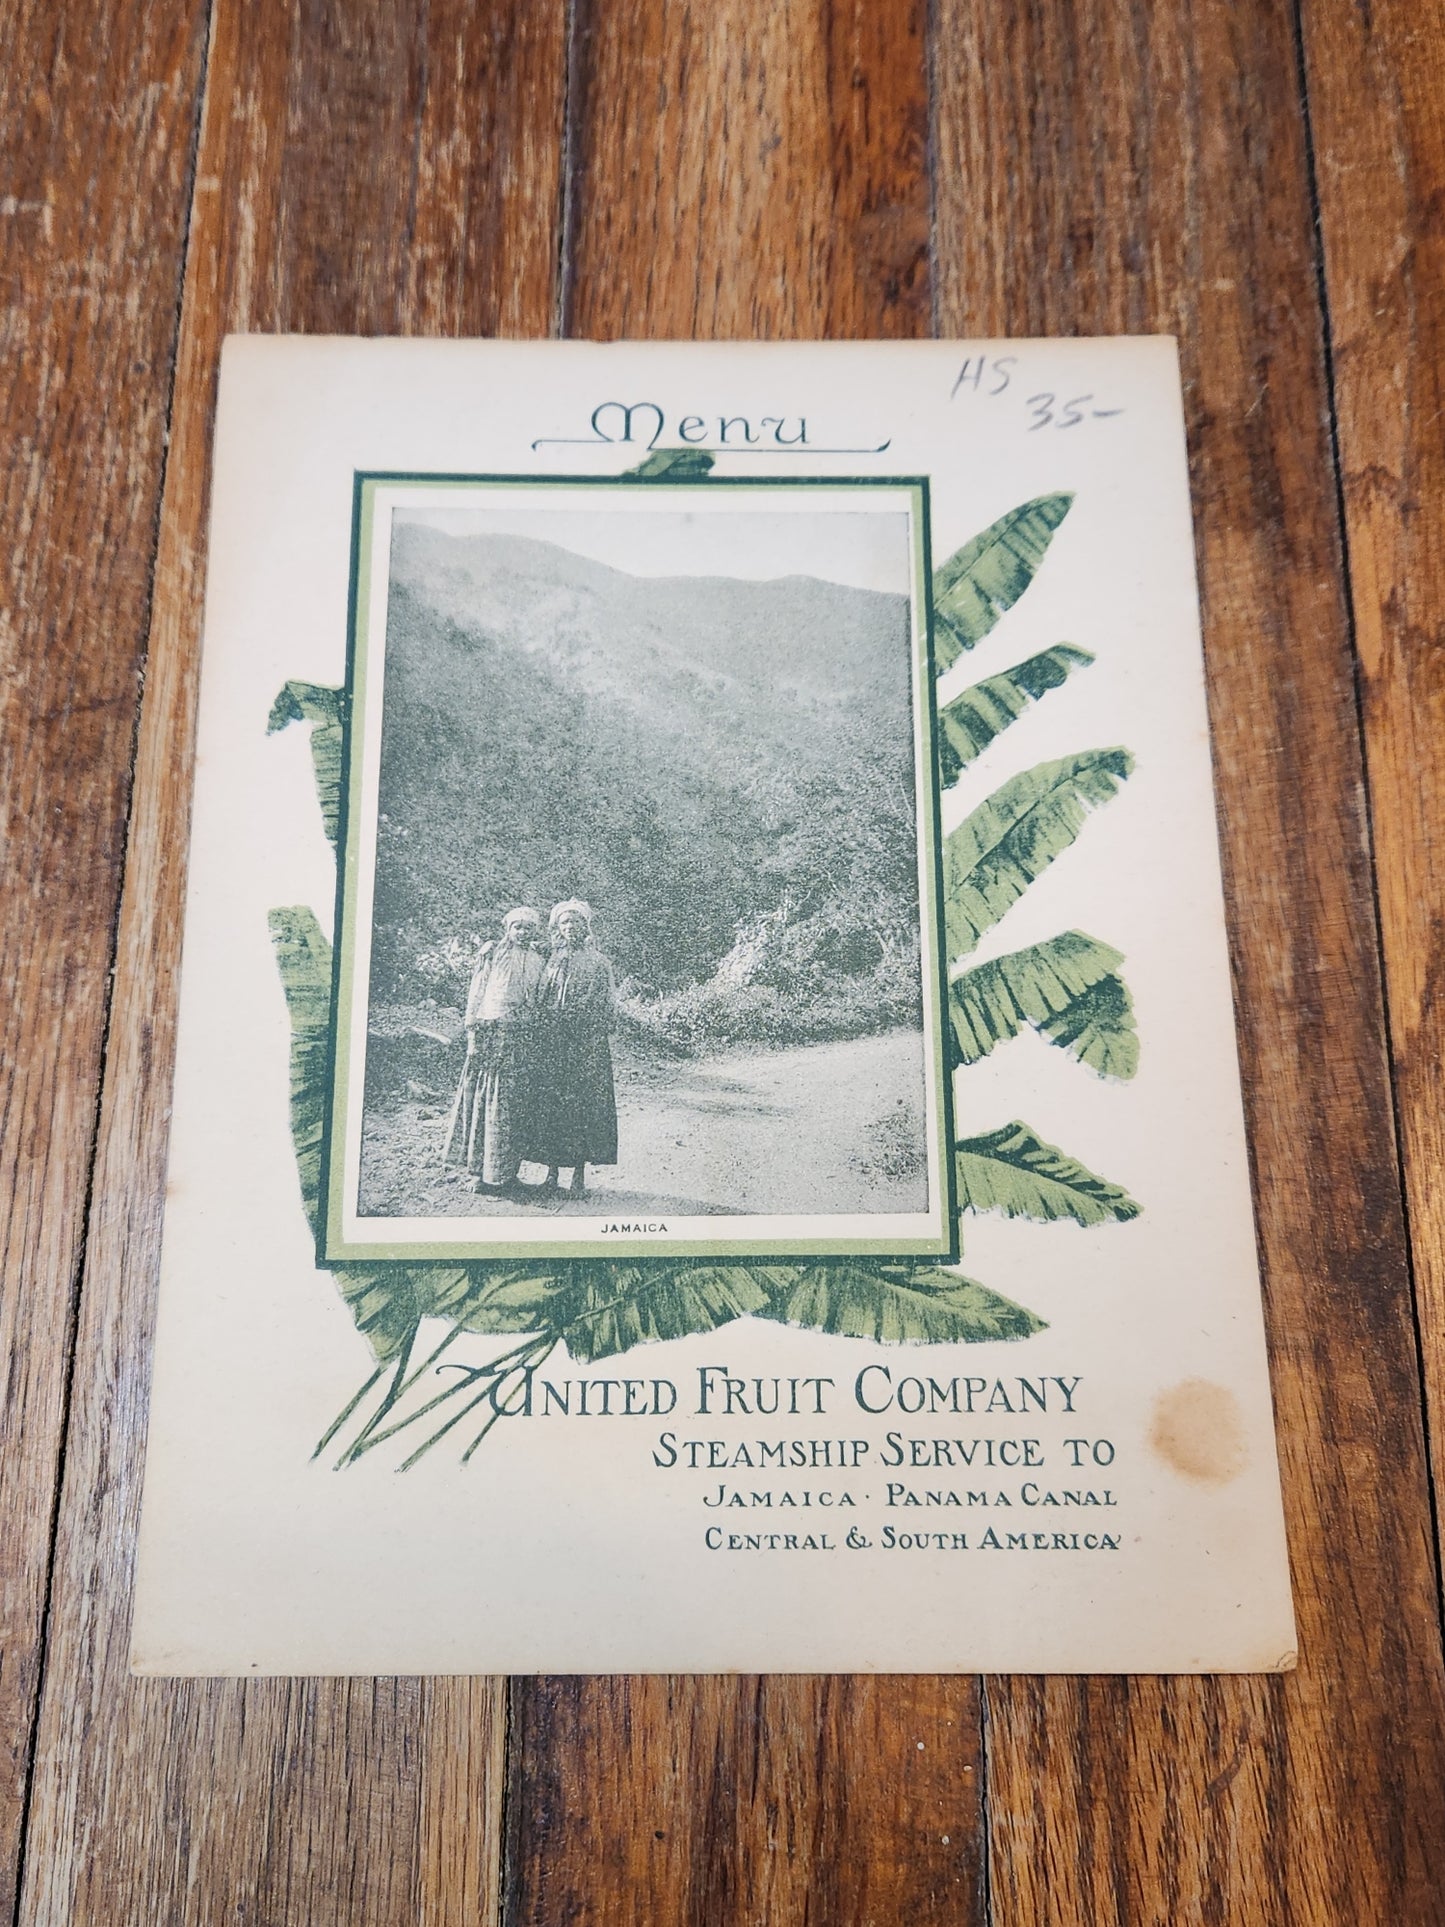 HS
35-
Menu
JAMAICA
UNITED FRUIT COMPANY
STEAMSHIP SERVICE TO
JAMAICA · PANAMA CANAL
CENTRAL & SOUTH AMERICA